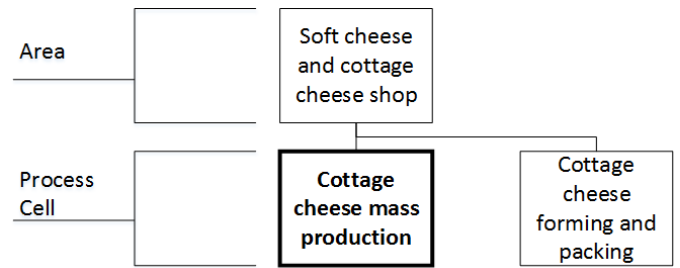 Area
Soft cheese
and cottage
cheese shop
Process
Cell
Cottage
cheese mass
production
Cottage
cheese
forming and
packing